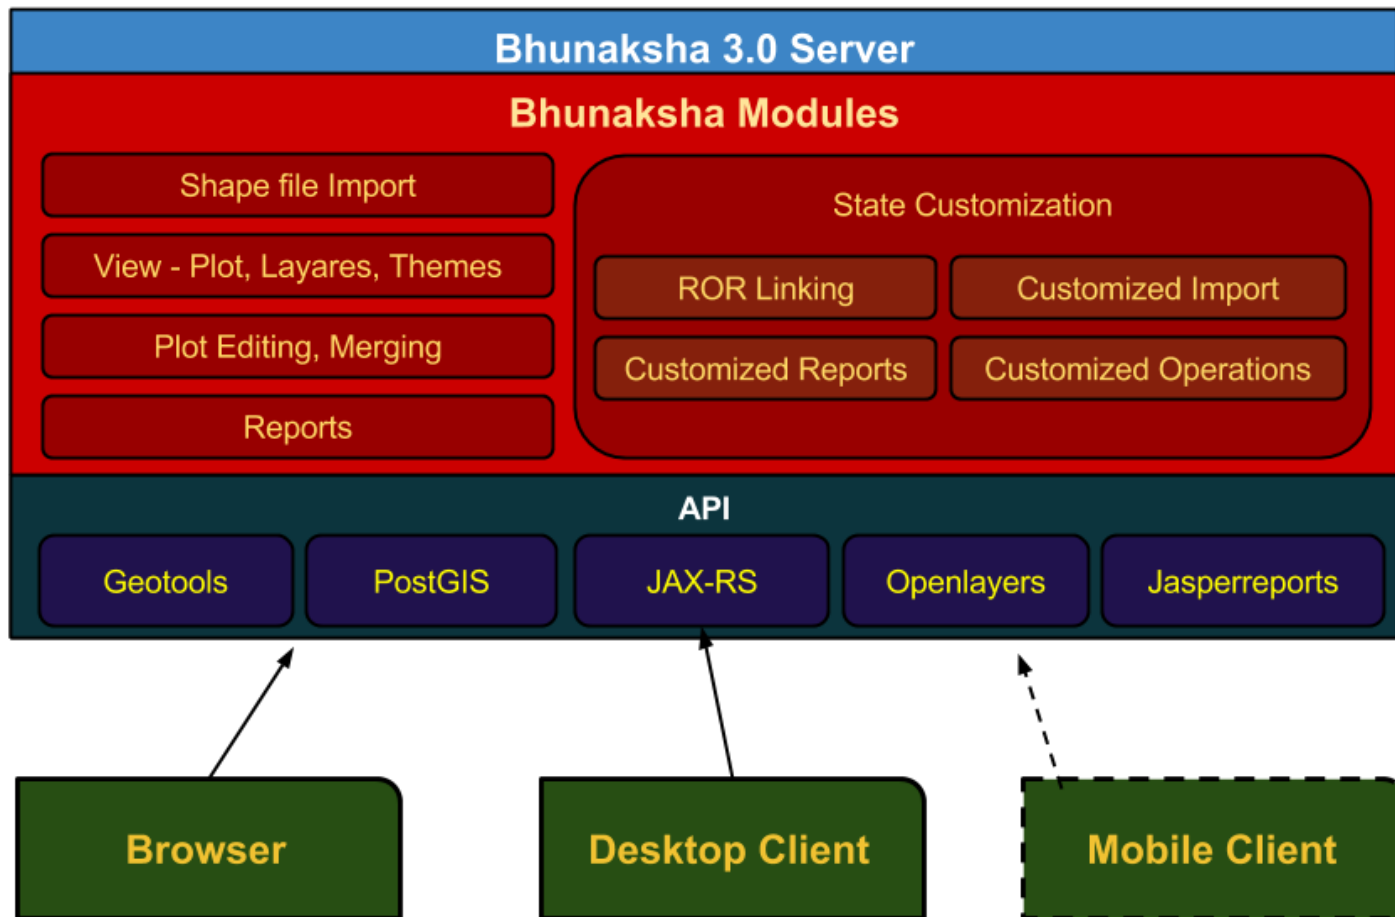 Bhunaksha 3.0 Server
Bhunaksha Modules
Shape file Import
View - Plot, Layares, Themes
Plot Editing, Merging
Reports
State Customization
ROR Linking
Customized Import
Customized Reports
Customized Operations
API
Geotools
PostGIS
JAX-RS
Openlayers
Jasperreports
Browser
Desktop Client
Mobile Client